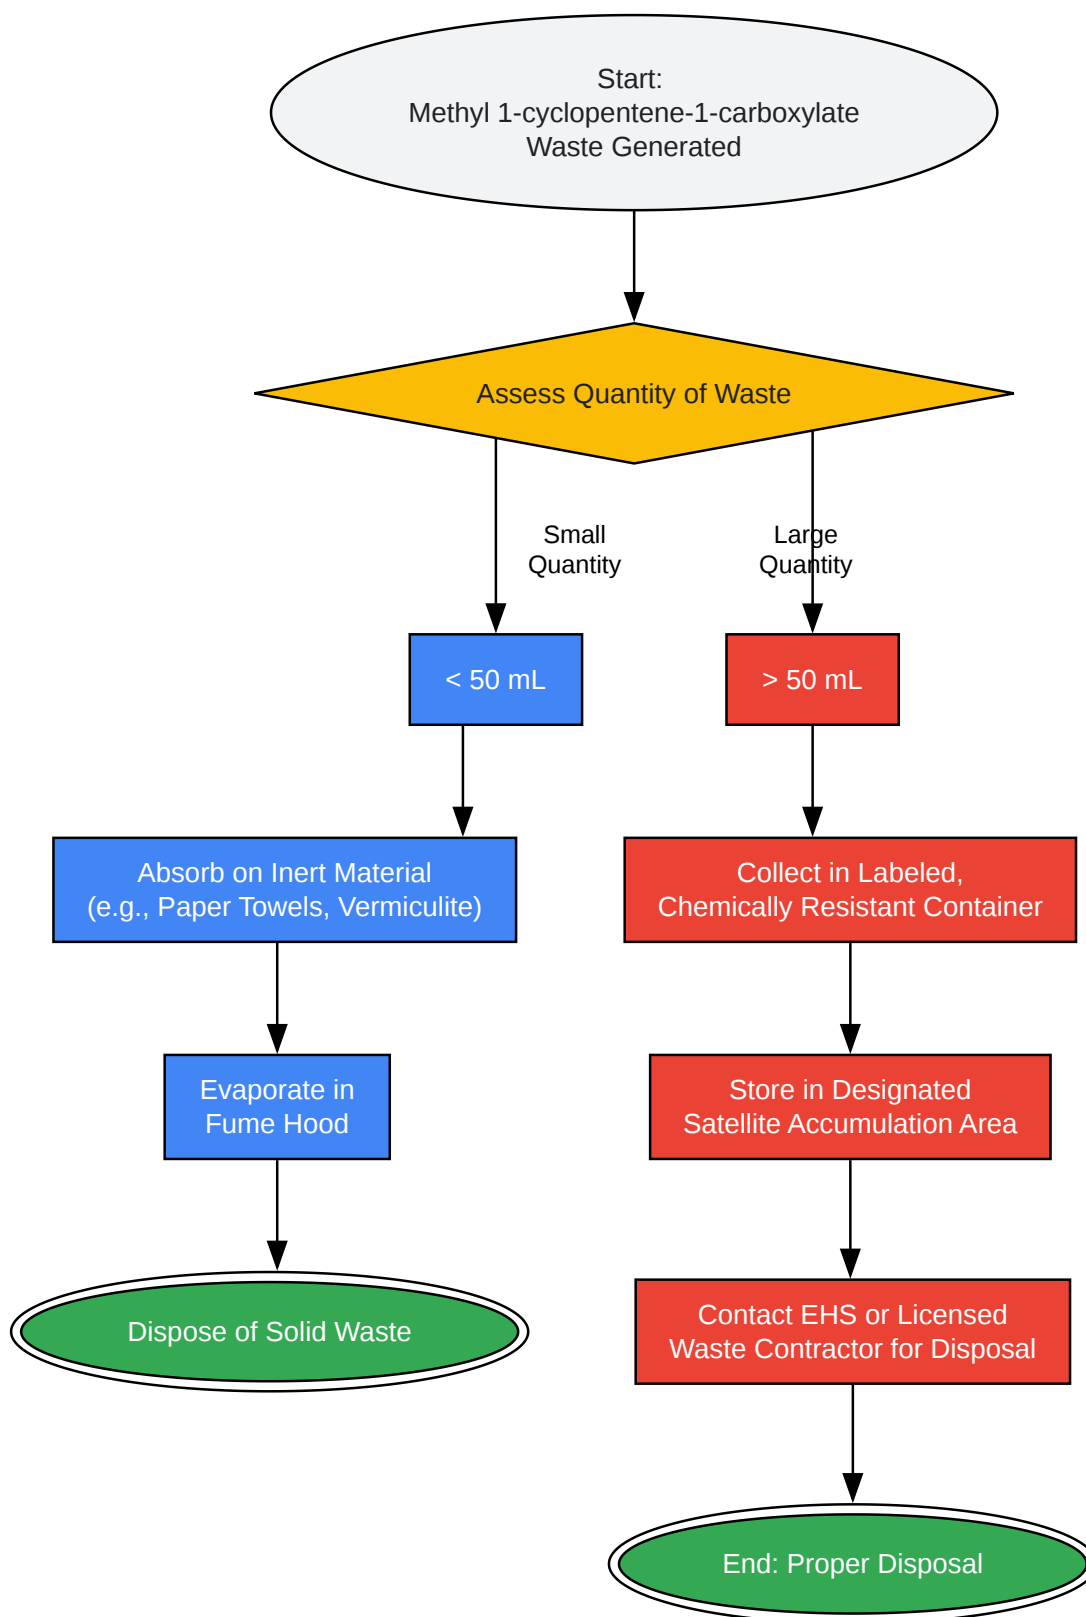 Start:
Methyl 1-cyclopentene-1-carboxylate
Waste Generated
Assess Quantity of Waste
Small
Quantity
Large
Quantity
< 50 mL
> 50 mL
Absorb on Inert Material
(e.g., Paper Towels, Vermiculite)
Collect in Labeled,
Chemically Resistant Container
Evaporate in
Fume Hood
Store in Designated
Satellite Accumulation Area
Dispose of Solid Waste
Contact EHS or Licensed
Waste Contractor for Disposal
End: Proper Disposal